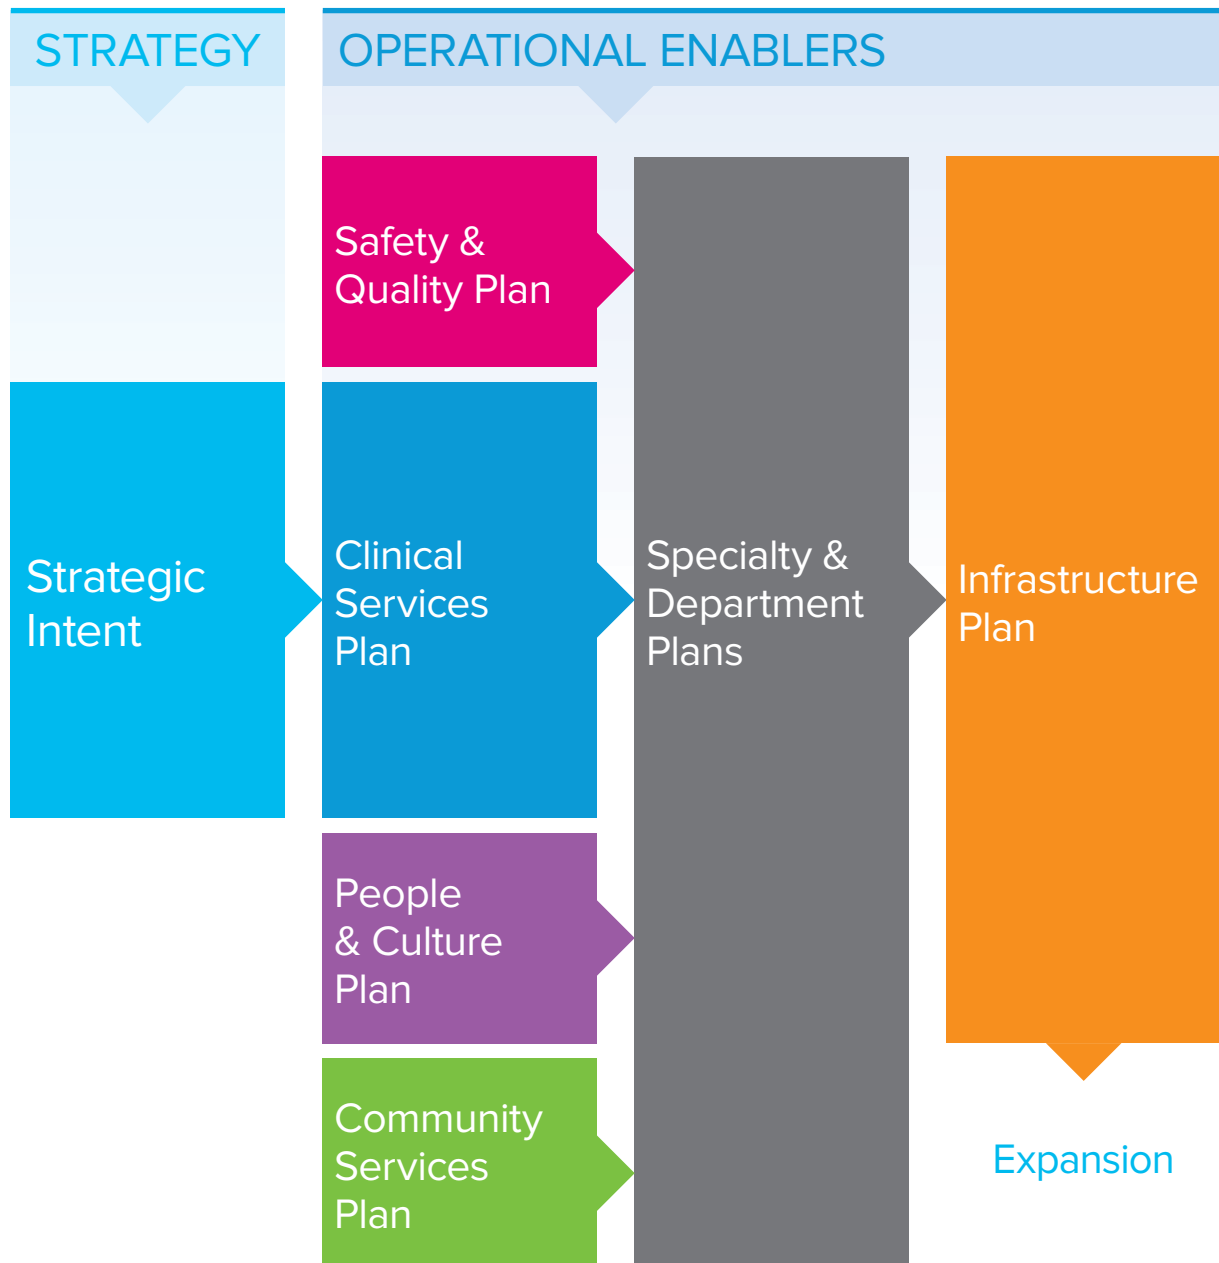 STRATEGY
OPERATIONAL ENABLERS
Strategic
Intent
Safety &
Quality Plan
Clinical
Services
Plan
People
& Culture
Plan
Community
Services
Plan
Specialty &
Department
Plans
Infrastructure
Plan
Expansion